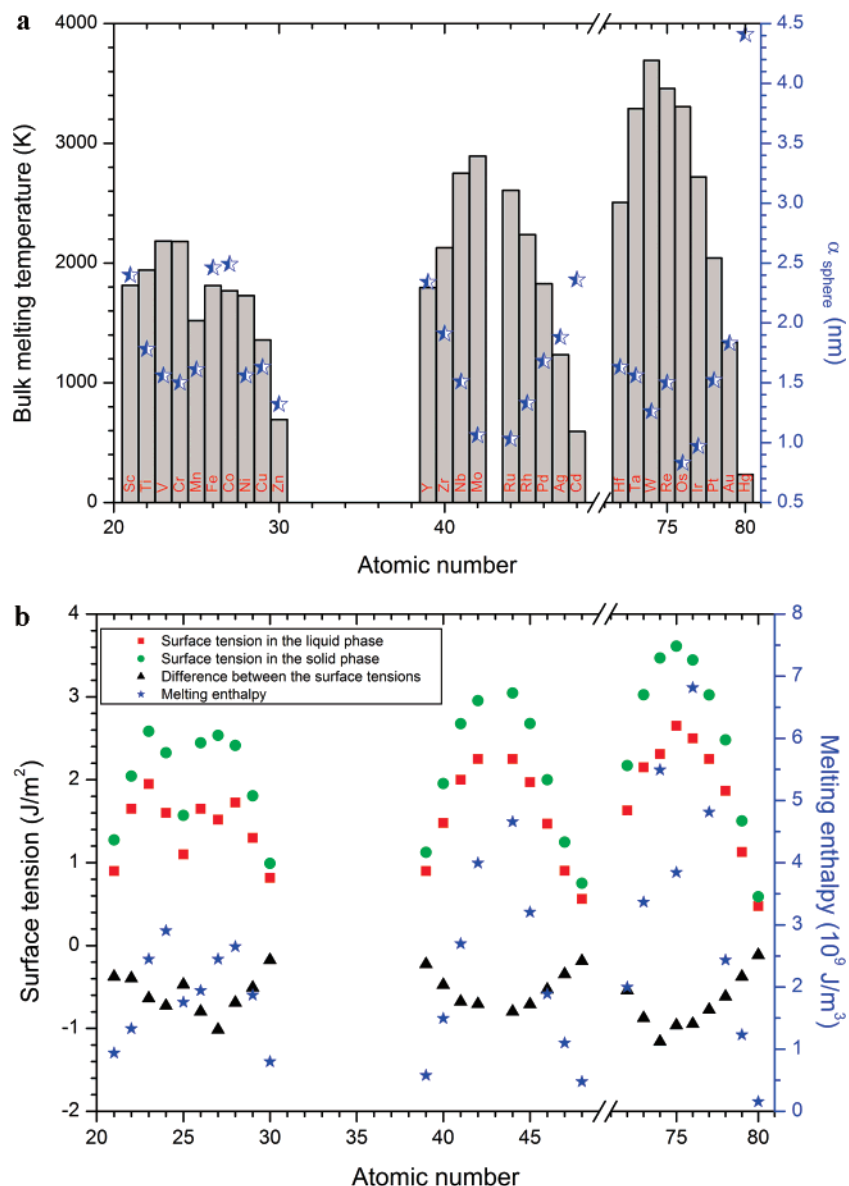 a
4000
3000
2000
1000
0
Bulk melting temperature (K)
4.5
4.0
3.5
3.0
2.5
2.0
1.5
1.0
0.5
α sphere (nm)
Sc Ti V Cr Mn Fe Co Ni Cu Zn Y Zr Nb Mo Ru Rh Pd Ag Cd Hf Ta W Re Os Ir Pt Au Hg
20 30 40 75 80
Atomic number
b
4
3
2
1
0
-1
-2
Surface tension (J/m²)
Surface tension in the liquid phase
Surface tension in the solid phase
Difference between the surface tensions
Melting enthalpy
8
7
6
5
4
3
2
1
0
Melting enthalpy (10⁹ J/m³)
20 25 30 40 45 75 80
Atomic number